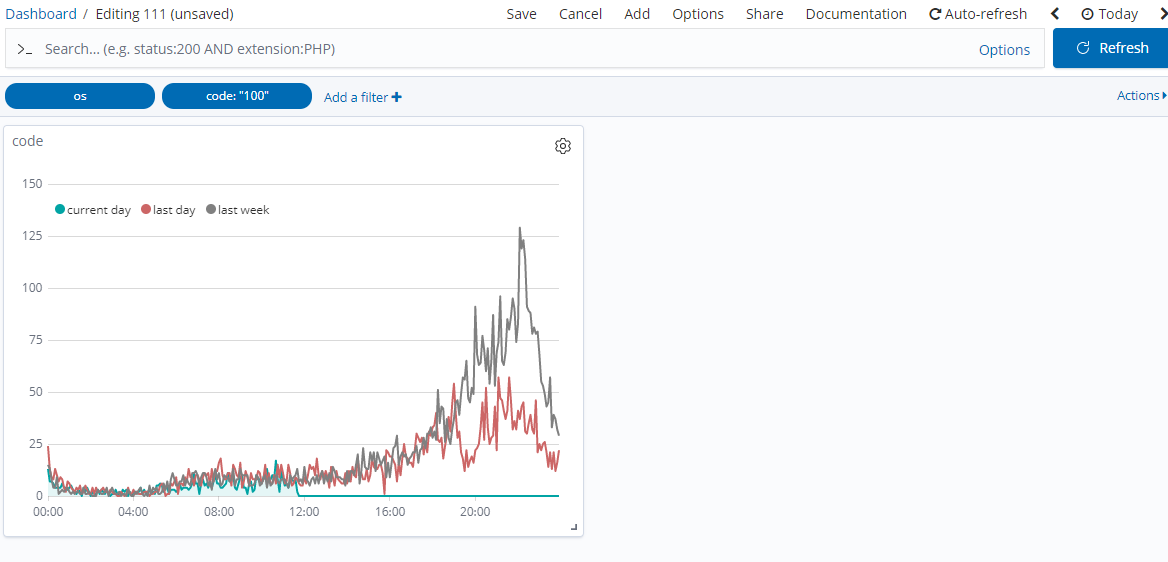 Dashboard / Editing 111 (unsaved) Save Cancel Add Options Share Documentation Auto-refresh Today
>_ Search... (e.g. status:200 AND extension:PHP) Options Refresh
os code: "100" Add a filter + Actions
code
150
current day last day last week
125
100
75
50
25
0
00:00 04:00 08:00 12:00 16:00 20:00